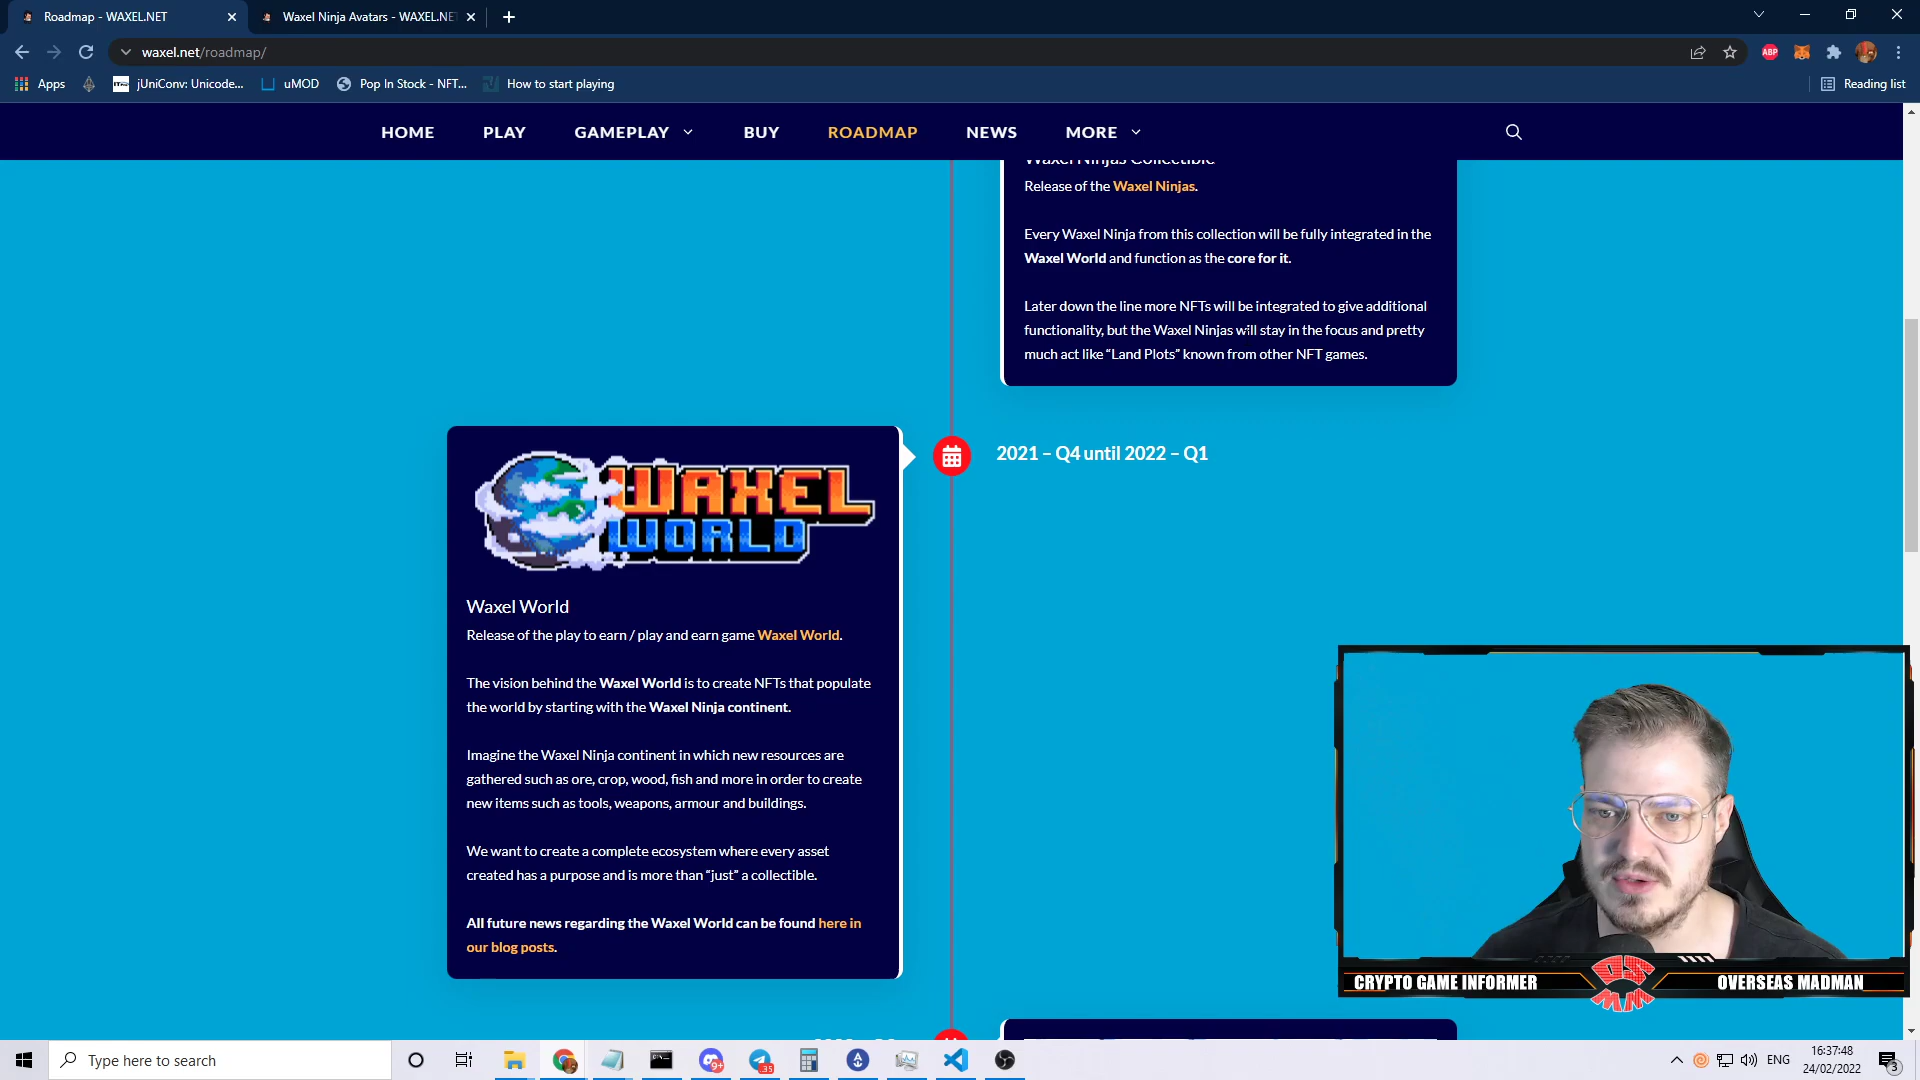 Roadmap - WAXEL.NET
Waxel Ninja Avatars - WAXEL.NET
waxel.net/roadmap/
ABP
Apps
jUniConv: Unicode...
uMOD
Pop In Stock - NFT...
How to start playing
Reading list
HOME
PLAY
GAMEPLAY
BUY
ROADMAP
NEWS
MORE
Waxel Ninjas Collectible
Release of the Waxel Ninjas.
Every Waxel Ninja from this collection will be fully integrated in the
Waxel World and function as the core for it.
Later down the line more NFTs will be integrated to give additional
functionality, but the Waxel Ninjas will stay in the focus and pretty
much act like “Land Plots” known from other NFT games.
2021 – Q4 until 2022 – Q1
WAXEL
WORLD
Waxel World
Release of the play to earn / play and earn game Waxel World.
The vision behind the Waxel World is to create NFTs that populate
the world by starting with the Waxel Ninja continent.
Imagine the Waxel Ninja continent in which new resources are
gathered such as ore, crop, wood, fish and more in order to create
new items such as tools, weapons, armour and buildings.
We want to create a complete ecosystem where every asset
created has a purpose and is more than “just” a collectible.
All future news regarding the Waxel World can be found here in
our blog posts.
CRYPTO GAME INFORMER
OVERSEAS MADMAN
Type here to search
9+
35
ENG
16:37:48
24/02/2022
3